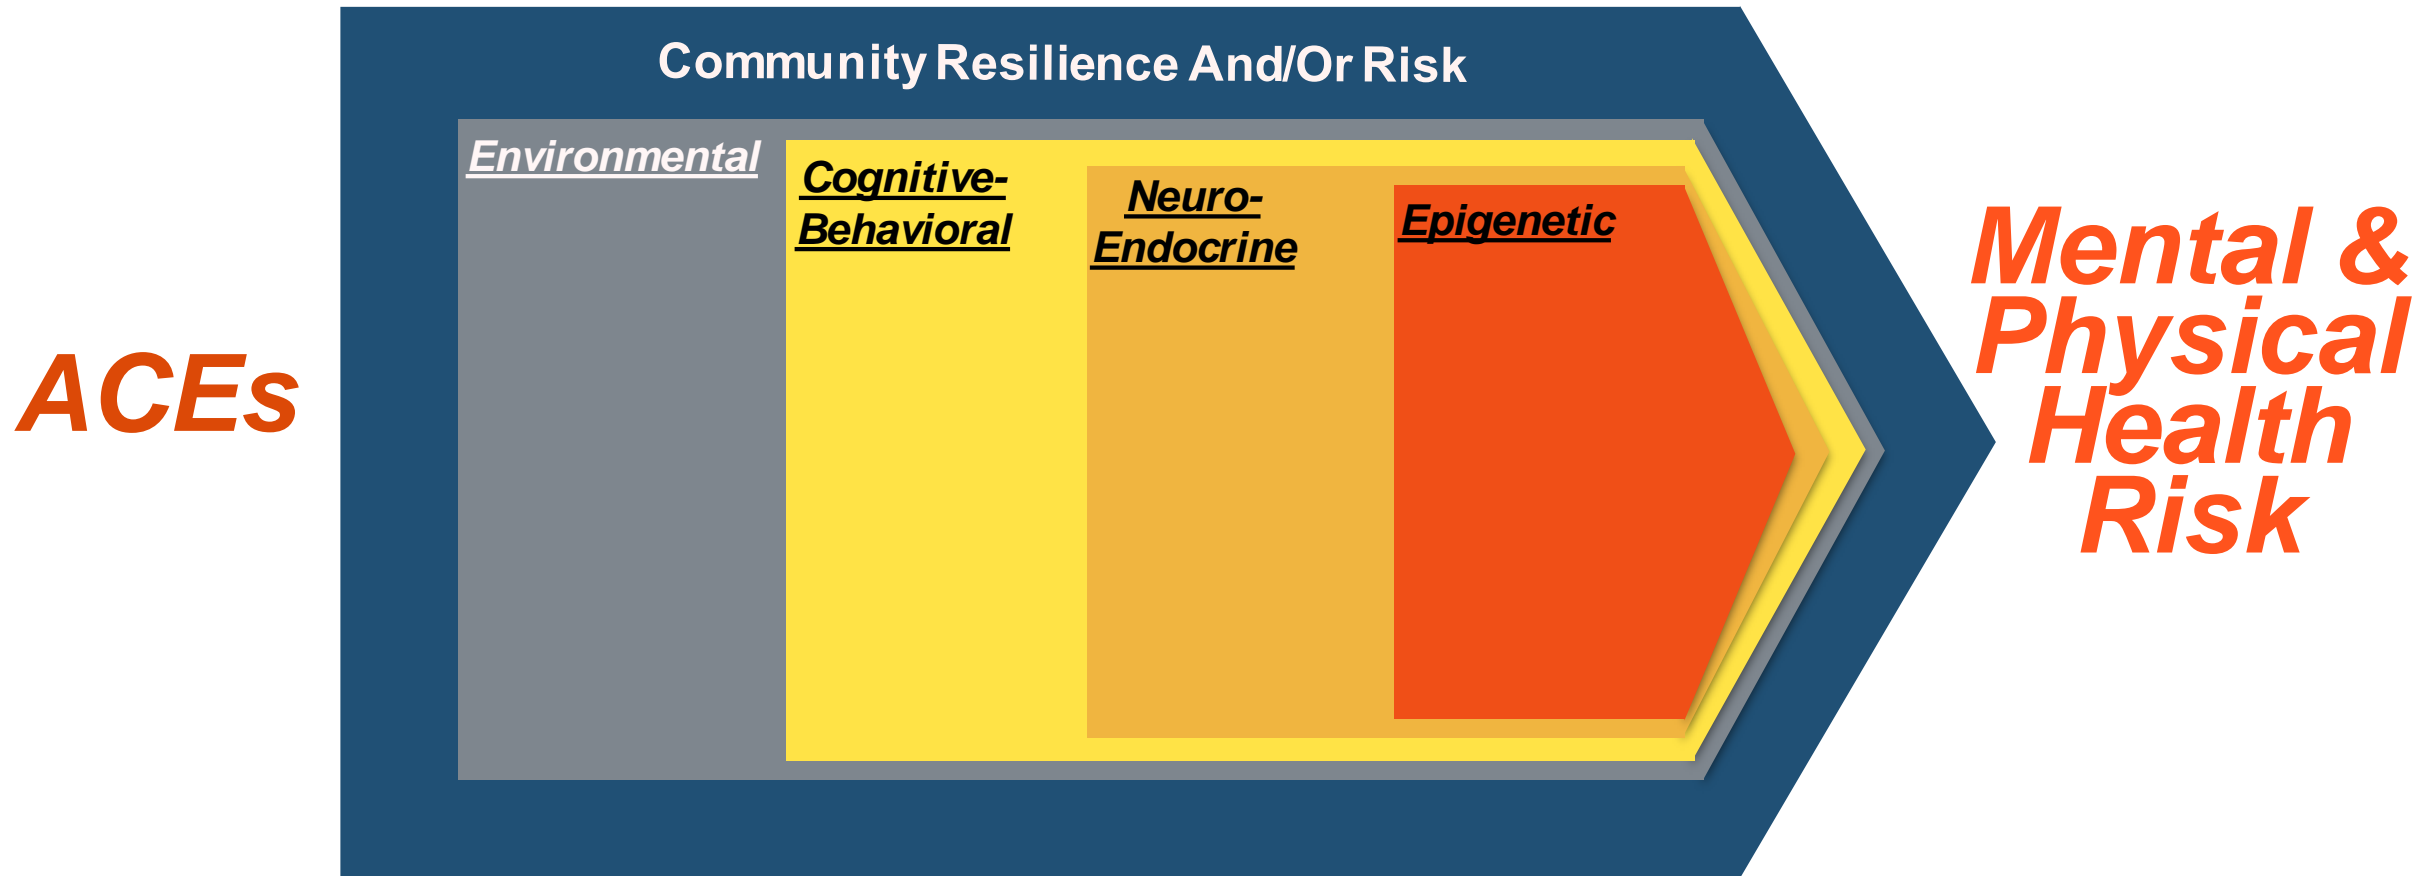 Community Resilience And/Or Risk
Environmental
Cognitive-
Behavioral
Neuro-
Endocrine
Epigenetic
ACEs
Mental &
Physical
Health
Risk